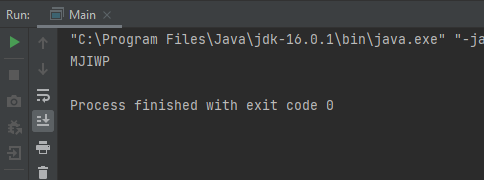 Run: Main
"C:\Program Files\Java\jdk-16.0.1\bin\java.exe" "-ja
MJIWP
Process finished with exit code 0